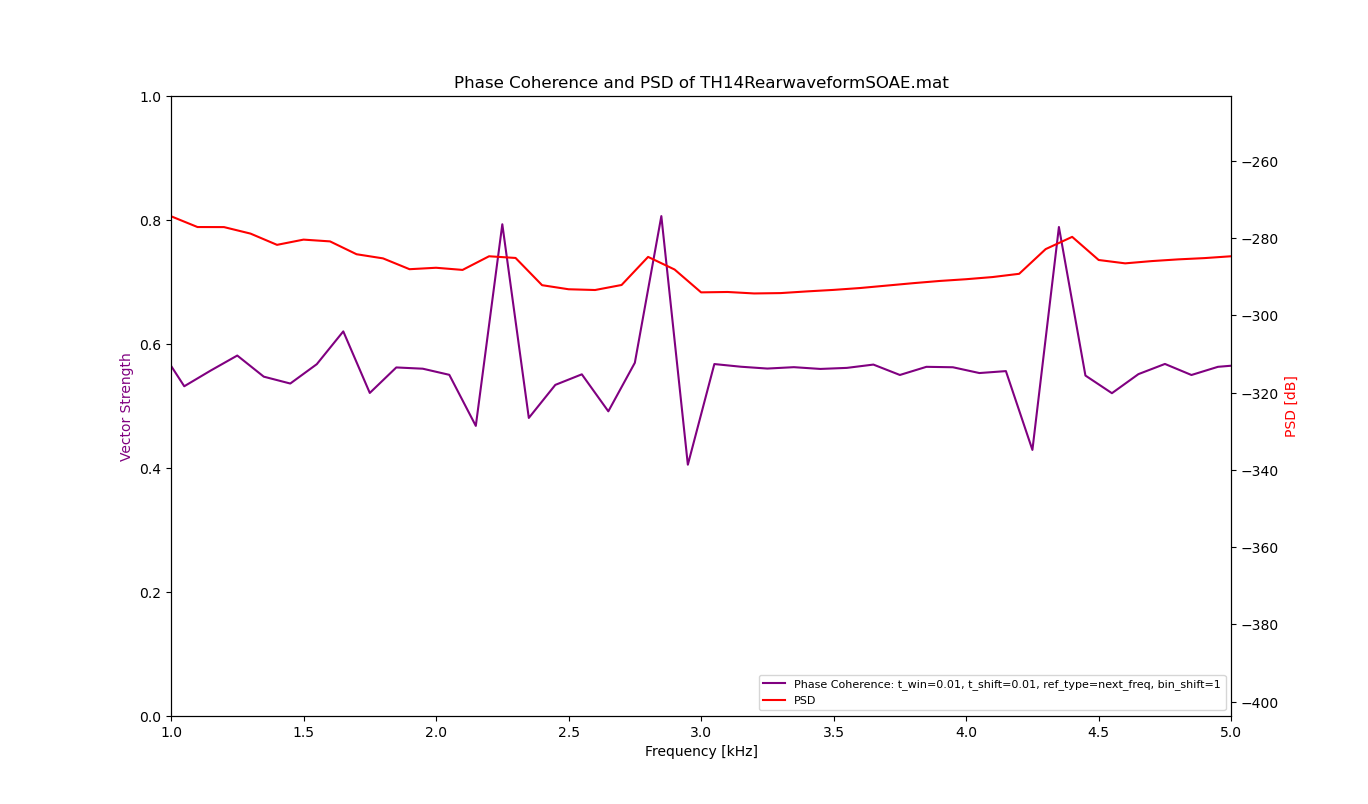 Phase Coherence and PSD of TH14RearwaveformSOAE.mat
1.0
0.8
0.6
0.4
0.2
0.0
Vector Strength
1.0 1.5 2.0 2.5 3.0 3.5 4.0 4.5 5.0
Frequency [kHz]
−260
−280
−300
−320
−340
−360
−380
−400
PSD [dB]
Phase Coherence: t_win=0.01, t_shift=0.01, ref_type=next_freq, bin_shift=1
PSD